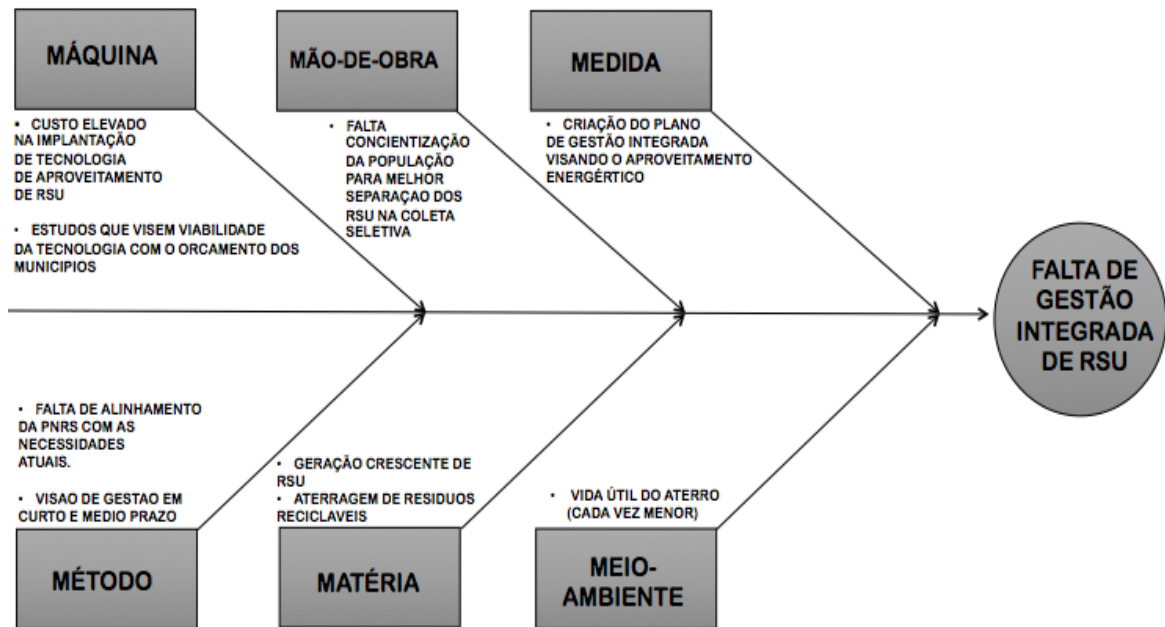 MÁQUINA
• CUSTO ELEVADO
NA IMPLANTAÇÃO
DE TECNOLOGIA
DE APROVEITAMENTO
DE RSU
• ESTUDOS QUE VISEM VIABILIDADE
DA TECNOLOGIA COM O ORCAMENTO DOS
MUNICIPIOS
MÃO-DE-OBRA
• FALTA
CONCIENTIZAÇÃO
DA POPULAÇÃO
PARA MELHOR
SEPARAÇAO DOS
RSU NA COLETA
SELETIVA
MEDIDA
• CRIAÇÃO DO PLANO
DE GESTÃO INTEGRADA
VISANDO O APROVEITAMENTO
ENERGÉRTICO
FALTA DE
GESTÃO
INTEGRADA
DE RSU
• FALTA DE ALINHAMENTO
DA PNRS COM AS
NECESSIDADES
ATUAIS.
• VISAO DE GESTAO EM
CURTO E MEDIO PRAZO
MÉTODO
• GERAÇÃO CRESCENTE DE
RSU
• ATERRAGEM DE RESIDUOS
RECICLAVEIS
MATÉRIA
• VIDA ÚTIL DO ATERRO
(CADA VEZ MENOR)
MEIO-
AMBIENTE